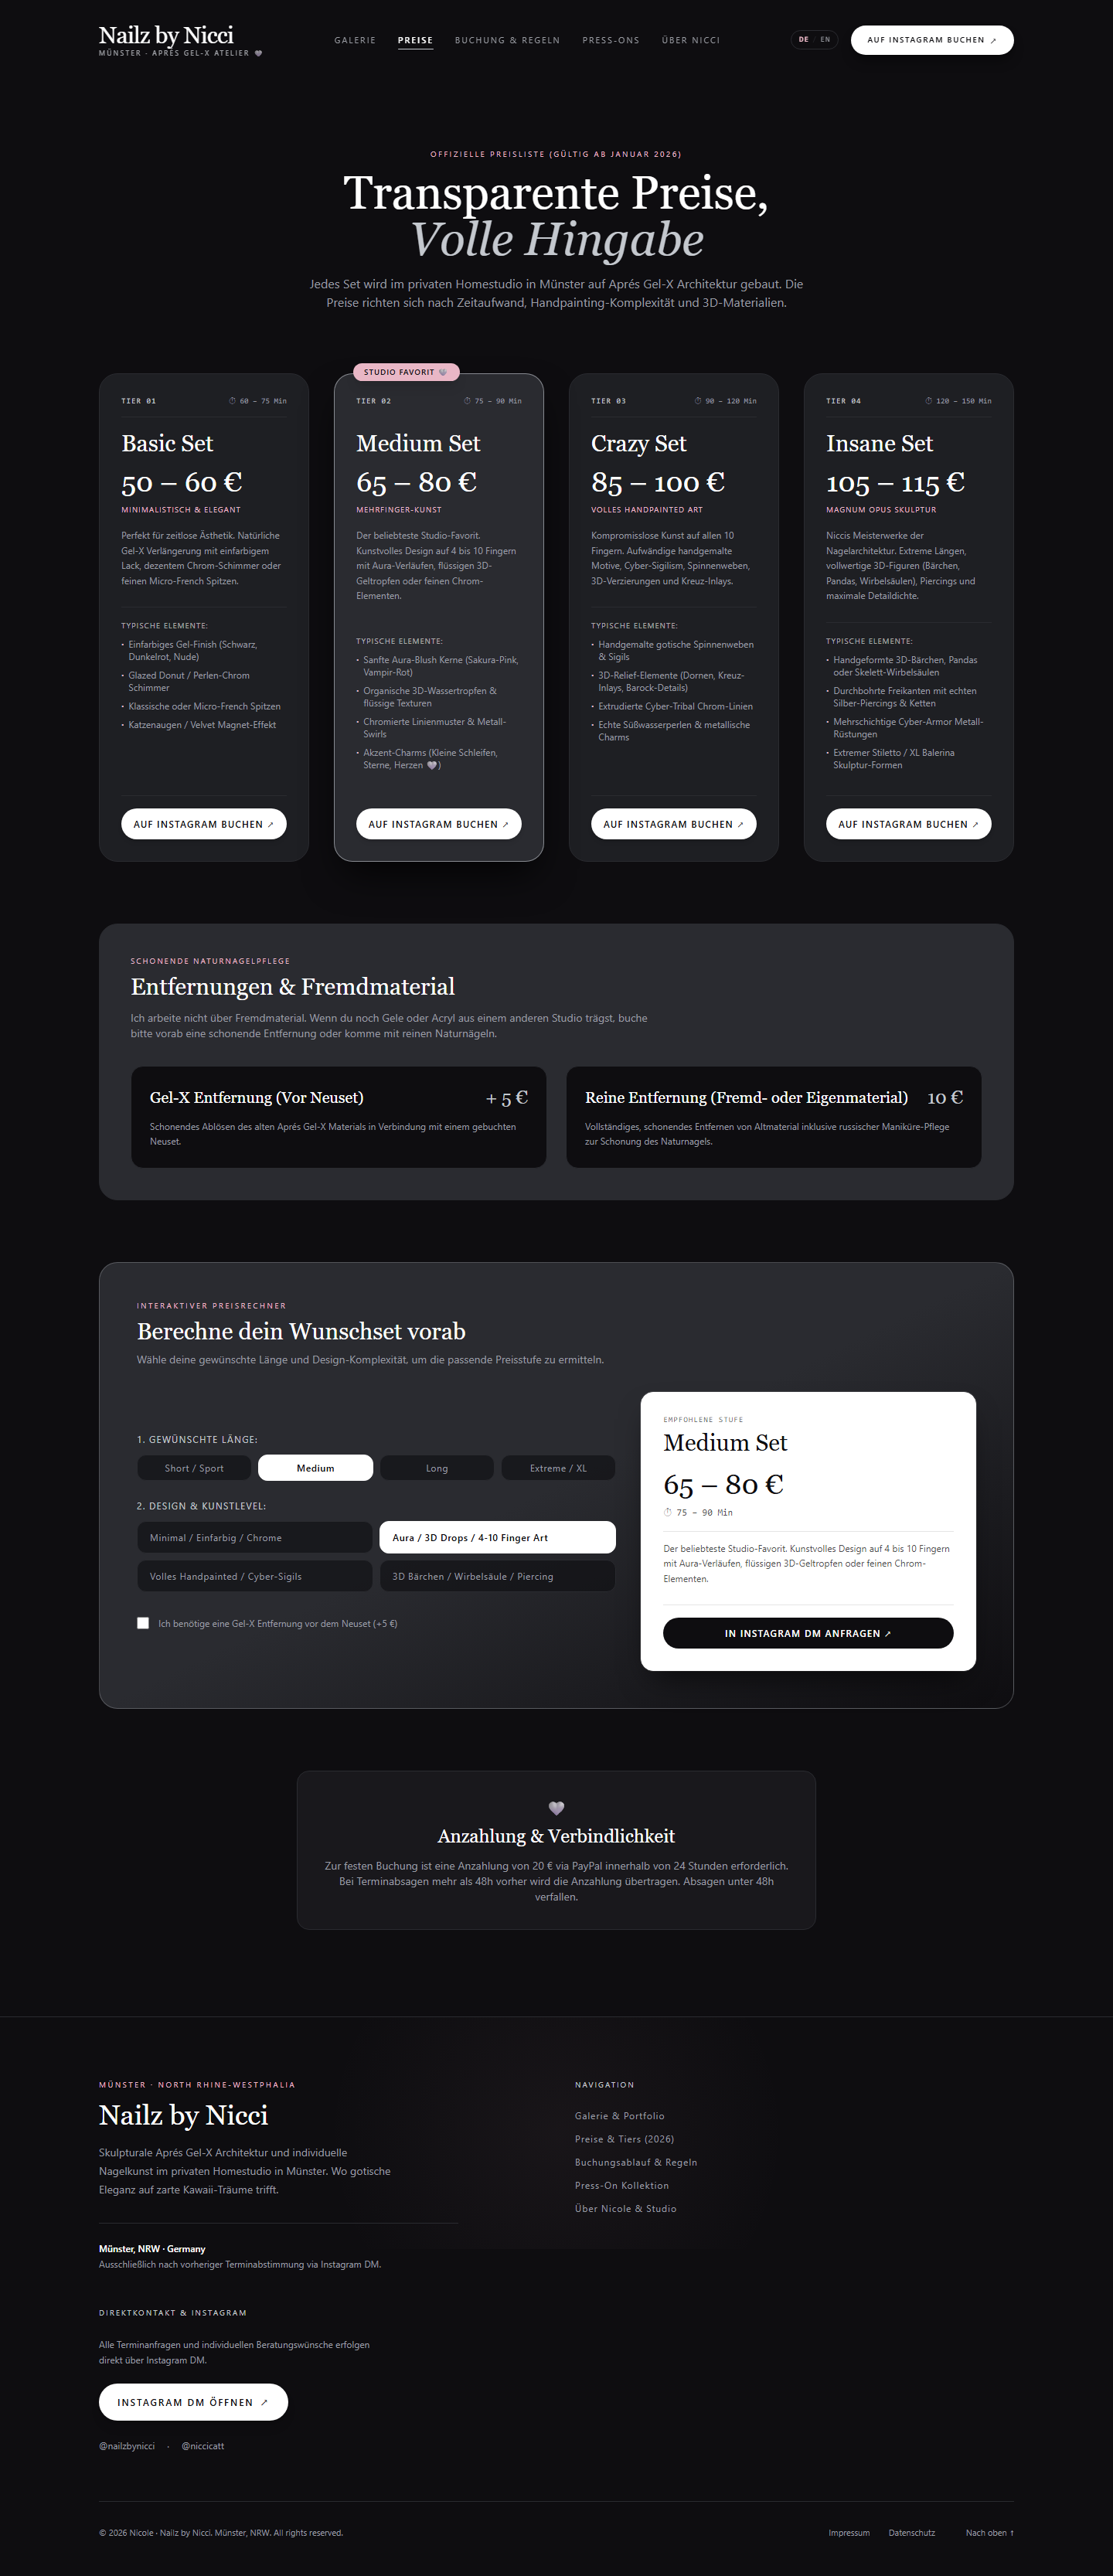 Nailz by Nicci
MÜNSTER · APRÉS GEL-X ATELIER 🩶
GALERIE
PREISE
BUCHUNG & REGELN
PRESS-ONS
ÜBER NICCI
DE / EN
AUF INSTAGRAM BUCHEN ↗
OFFIZIELLE PREISLISTE (GÜLTIG AB JANUAR 2026)
Transparente Preise,
Volle Hingabe
Jedes Set wird im privaten Homestudio in Münster auf Aprés Gel-X Architektur gebaut. Die
Preise richten sich nach Zeitaufwand, Handpainting-Komplexität und 3D-Materialien.
TIER 01
⏱ 60 – 75 Min
Basic Set
50 – 60 €
MINIMALISTISCH & ELEGANT
Perfekt für zeitlose Ästhetik. Natürliche
Gel-X Verlängerung mit einfarbigem
Lack, dezentem Chrom-Schimmer oder
feinen Micro-French Spitzen.
TYPISCHE ELEMENTE:
• Einfarbiges Gel-Finish (Schwarz,
Dunkelrot, Nude)
• Glazed Donut / Perlen-Chrom
Schimmer
• Klassische oder Micro-French Spitzen
• Katzenaugen / Velvet Magnet-Effekt
AUF INSTAGRAM BUCHEN ↗
STUDIO FAVORIT 🩶
TIER 02
⏱ 75 – 90 Min
Medium Set
65 – 80 €
MEHRFINGER-KUNST
Der beliebteste Studio-Favorit.
Kunstvolles Design auf 4 bis 10 Fingern
mit Aura-Verläufen, flüssigen 3D-
Geltropfen oder feinen Chrom-
Elementen.
TYPISCHE ELEMENTE:
• Sanfte Aura-Blush Kerne (Sakura-Pink,
Vampir-Rot)
• Organische 3D-Wassertropfen &
flüssige Texturen
• Chromierte Linienmuster & Metall-
Swirls
• Akzent-Charms (Kleine Schleifen,
Sterne, Herzen 🩶)
AUF INSTAGRAM BUCHEN ↗
TIER 03
⏱ 90 – 120 Min
Crazy Set
85 – 100 €
VOLLES HANDPAINTED ART
Kompromisslose Kunst auf allen 10
Fingern. Aufwändige handgemalte
Motive, Cyber-Sigilism, Spinnenweben,
3D-Verzierungen und Kreuz-Inlays.
TYPISCHE ELEMENTE:
• Handgemalte gotische Spinnenweben
& Sigils
• 3D-Relief-Elemente (Dornen, Kreuz-
Inlays, Barock-Details)
• Extrudierte Cyber-Tribal Chrom-Linien
• Echte Süßwasserperlen & metallische
Charms
AUF INSTAGRAM BUCHEN ↗
TIER 04
⏱ 120 – 150 Min
Insane Set
105 – 115 €
MAGNUM OPUS SKULPTUR
Niccis Meisterwerke der
Nagelarchitektur. Extreme Längen,
vollwertige 3D-Figuren (Bärchen,
Pandas, Wirbelsäulen), Piercings und
maximale Detaildichte.
TYPISCHE ELEMENTE:
• Handgeformte 3D-Bärchen, Pandas
oder Skelett-Wirbelsäulen
• Durchbohrte Freikanten mit echten
Silber-Piercings & Ketten
• Mehrschichtige Cyber-Armor Metall-
Rüstungen
• Extremer Stiletto / XL Balerina
Skulptur-Formen
AUF INSTAGRAM BUCHEN ↗
SCHONENDE NATURNAGELPFLEGE
Entfernungen & Fremdmaterial
Ich arbeite nicht über Fremdmaterial. Wenn du noch Gele oder Acryl aus einem anderen Studio trägst, buche
bitte vorab eine schonende Entfernung oder komme mit reinen Naturnägeln.
Gel-X Entfernung (Vor Neuset)
+ 5 €
Schonendes Ablösen des alten Aprés Gel-X Materials in Verbindung mit einem gebuchten
Neuset.
Reine Entfernung (Fremd- oder Eigenmaterial)
10 €
Vollständiges, schonendes Entfernen von Altmaterial inklusive russischer Maniküre-Pflege
zur Schonung des Naturnagels.
INTERAKTIVER PREISRECHNER
Berechne dein Wunschset vorab
Wähle deine gewünschte Länge und Design-Komplexität, um die passende Preisstufe zu ermitteln.
1. GEWÜNSCHTE LÄNGE:
Short / Sport
Medium
Long
Extreme / XL
2. DESIGN & KUNSTLEVEL:
Minimal / Einfarbig / Chrome
Aura / 3D Drops / 4-10 Finger Art
Volles Handpainted / Cyber-Sigils
3D Bärchen / Wirbelsäule / Piercing
Ich benötige eine Gel-X Entfernung vor dem Neuset (+5 €)
EMPFOHLENE STUFE
Medium Set
65 – 80 €
⏱ 75 – 90 Min
Der beliebteste Studio-Favorit. Kunstvolles Design auf 4 bis 10 Fingern
mit Aura-Verläufen, flüssigen 3D-Geltropfen oder feinen Chrom-
Elementen.
IN INSTAGRAM DM ANFRAGEN ↗
🩶
Anzahlung & Verbindlichkeit
Zur festen Buchung ist eine Anzahlung von 20 € via PayPal innerhalb von 24 Stunden erforderlich.
Bei Terminabsagen mehr als 48h vorher wird die Anzahlung übertragen. Absagen unter 48h
verfallen.
MÜNSTER · NORTH RHINE-WESTPHALIA
Nailz by Nicci
Skulpturale Aprés Gel-X Architektur und individuelle
Nagelkunst im privaten Homestudio in Münster. Wo gotische
Eleganz auf zarte Kawaii-Träume trifft.
Münster, NRW · Germany
Ausschließlich nach vorheriger Terminabstimmung via Instagram DM.
NAVIGATION
Galerie & Portfolio
Preise & Tiers (2026)
Buchungsablauf & Regeln
Press-On Kollektion
Über Nicole & Studio
DIREKTKONTAKT & INSTAGRAM
Alle Terminanfragen und individuellen Beratungswünsche erfolgen
direkt über Instagram DM.
INSTAGRAM DM ÖFFNEN ↗
@nailzbynicci · @niccicatt
© 2026 Nicole · Nailz by Nicci. Münster, NRW. All rights reserved.
Impressum
Datenschutz
Nach oben ↑